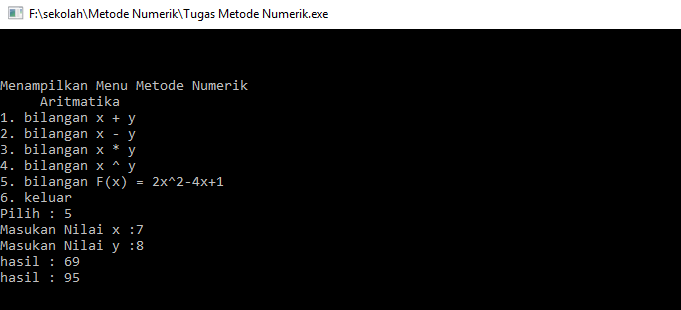 F:\sekolah\Metode Numerik\Tugas Metode Numerik.exe
Menampilkan Menu Metode Numerik
Aritmatika
1. bilangan x + y
2. bilangan x - y
3. bilangan x * y
4. bilangan x ^ y
5. bilangan F(x) = 2x^2-4x+1
6. keluar
Pilih : 5
Masukan Nilai x :7
Masukan Nilai y :8
hasil : 69
hasil : 95